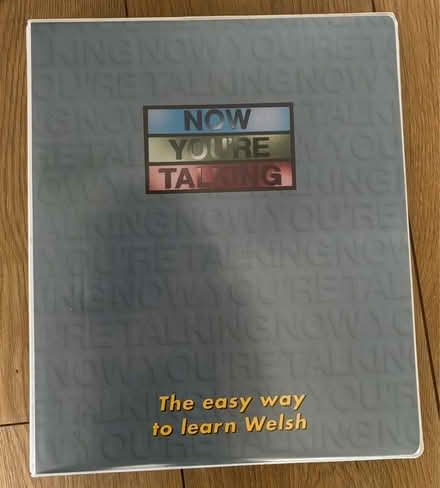 NOW
YOU'RE
TALKING
The easy way
to learn Welsh